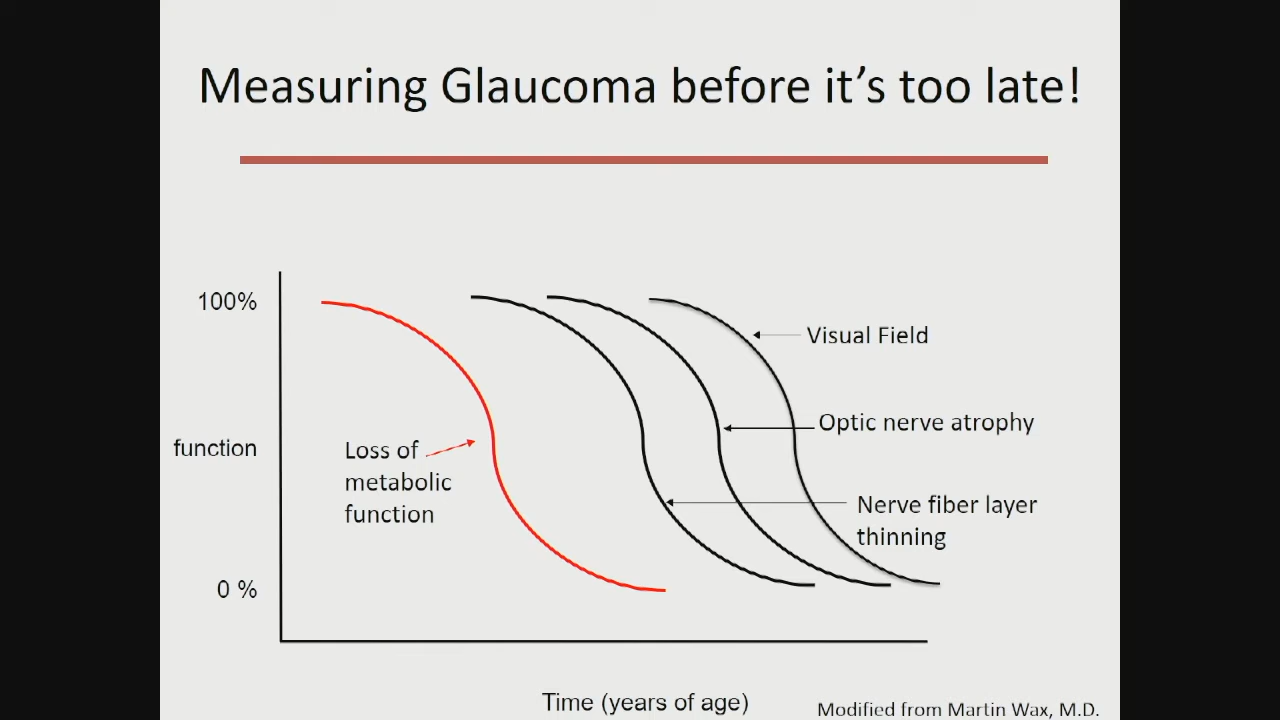 Measuring Glaucoma before it’s too late!
100%
Visual Field
Optic nerve atrophy
function
Loss of
metabolic
function
Nerve fiber layer
thinning
0 %
Time (years of age)
Modified from Martin Wax, M.D.